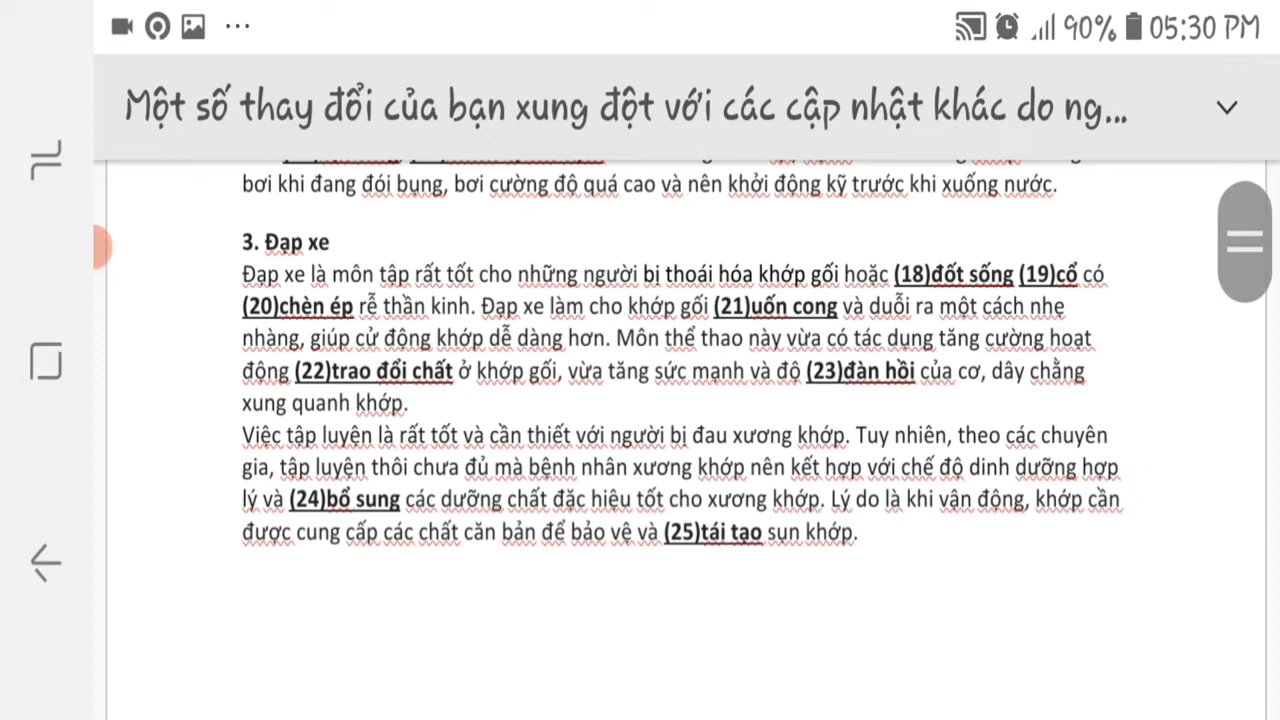 90% 05:30 PM
Một số thay đổi của bạn xung đột với các cập nhật khác do ng...
bơi khi đang đói bụng, bơi cường độ quá cao và nên khởi động kỹ trước khi xuống nước.
3. Đạp xe
Đạp xe là môn tập rất tốt cho những người bị thoái hóa khớp gối hoặc (18)đốt sống (19)cổ có
(20)chèn ép rễ thần kinh. Đạp xe làm cho khớp gối (21)uốn cong và duỗi ra một cách nhẹ
nhàng, giúp cử động khớp dễ dàng hơn. Môn thể thao này vừa có tác dụng tăng cường hoạt
động (22)trao đổi chất ở khớp gối, vừa tăng sức mạnh và độ (23)đàn hồi của cơ, dây chằng
xung quanh khớp.
Việc tập luyện là rất tốt và cần thiết với người bị đau xương khớp. Tuy nhiên, theo các chuyên
gia, tập luyện thôi chưa đủ mà bệnh nhân xương khớp nên kết hợp với chế độ dinh dưỡng hợp
lý và (24)bổ sung các dưỡng chất đặc hiệu tốt cho xương khớp. Lý do là khi vận động, khớp cần
được cung cấp các chất căn bản để bảo vệ và (25)tái tạo sụn khớp.